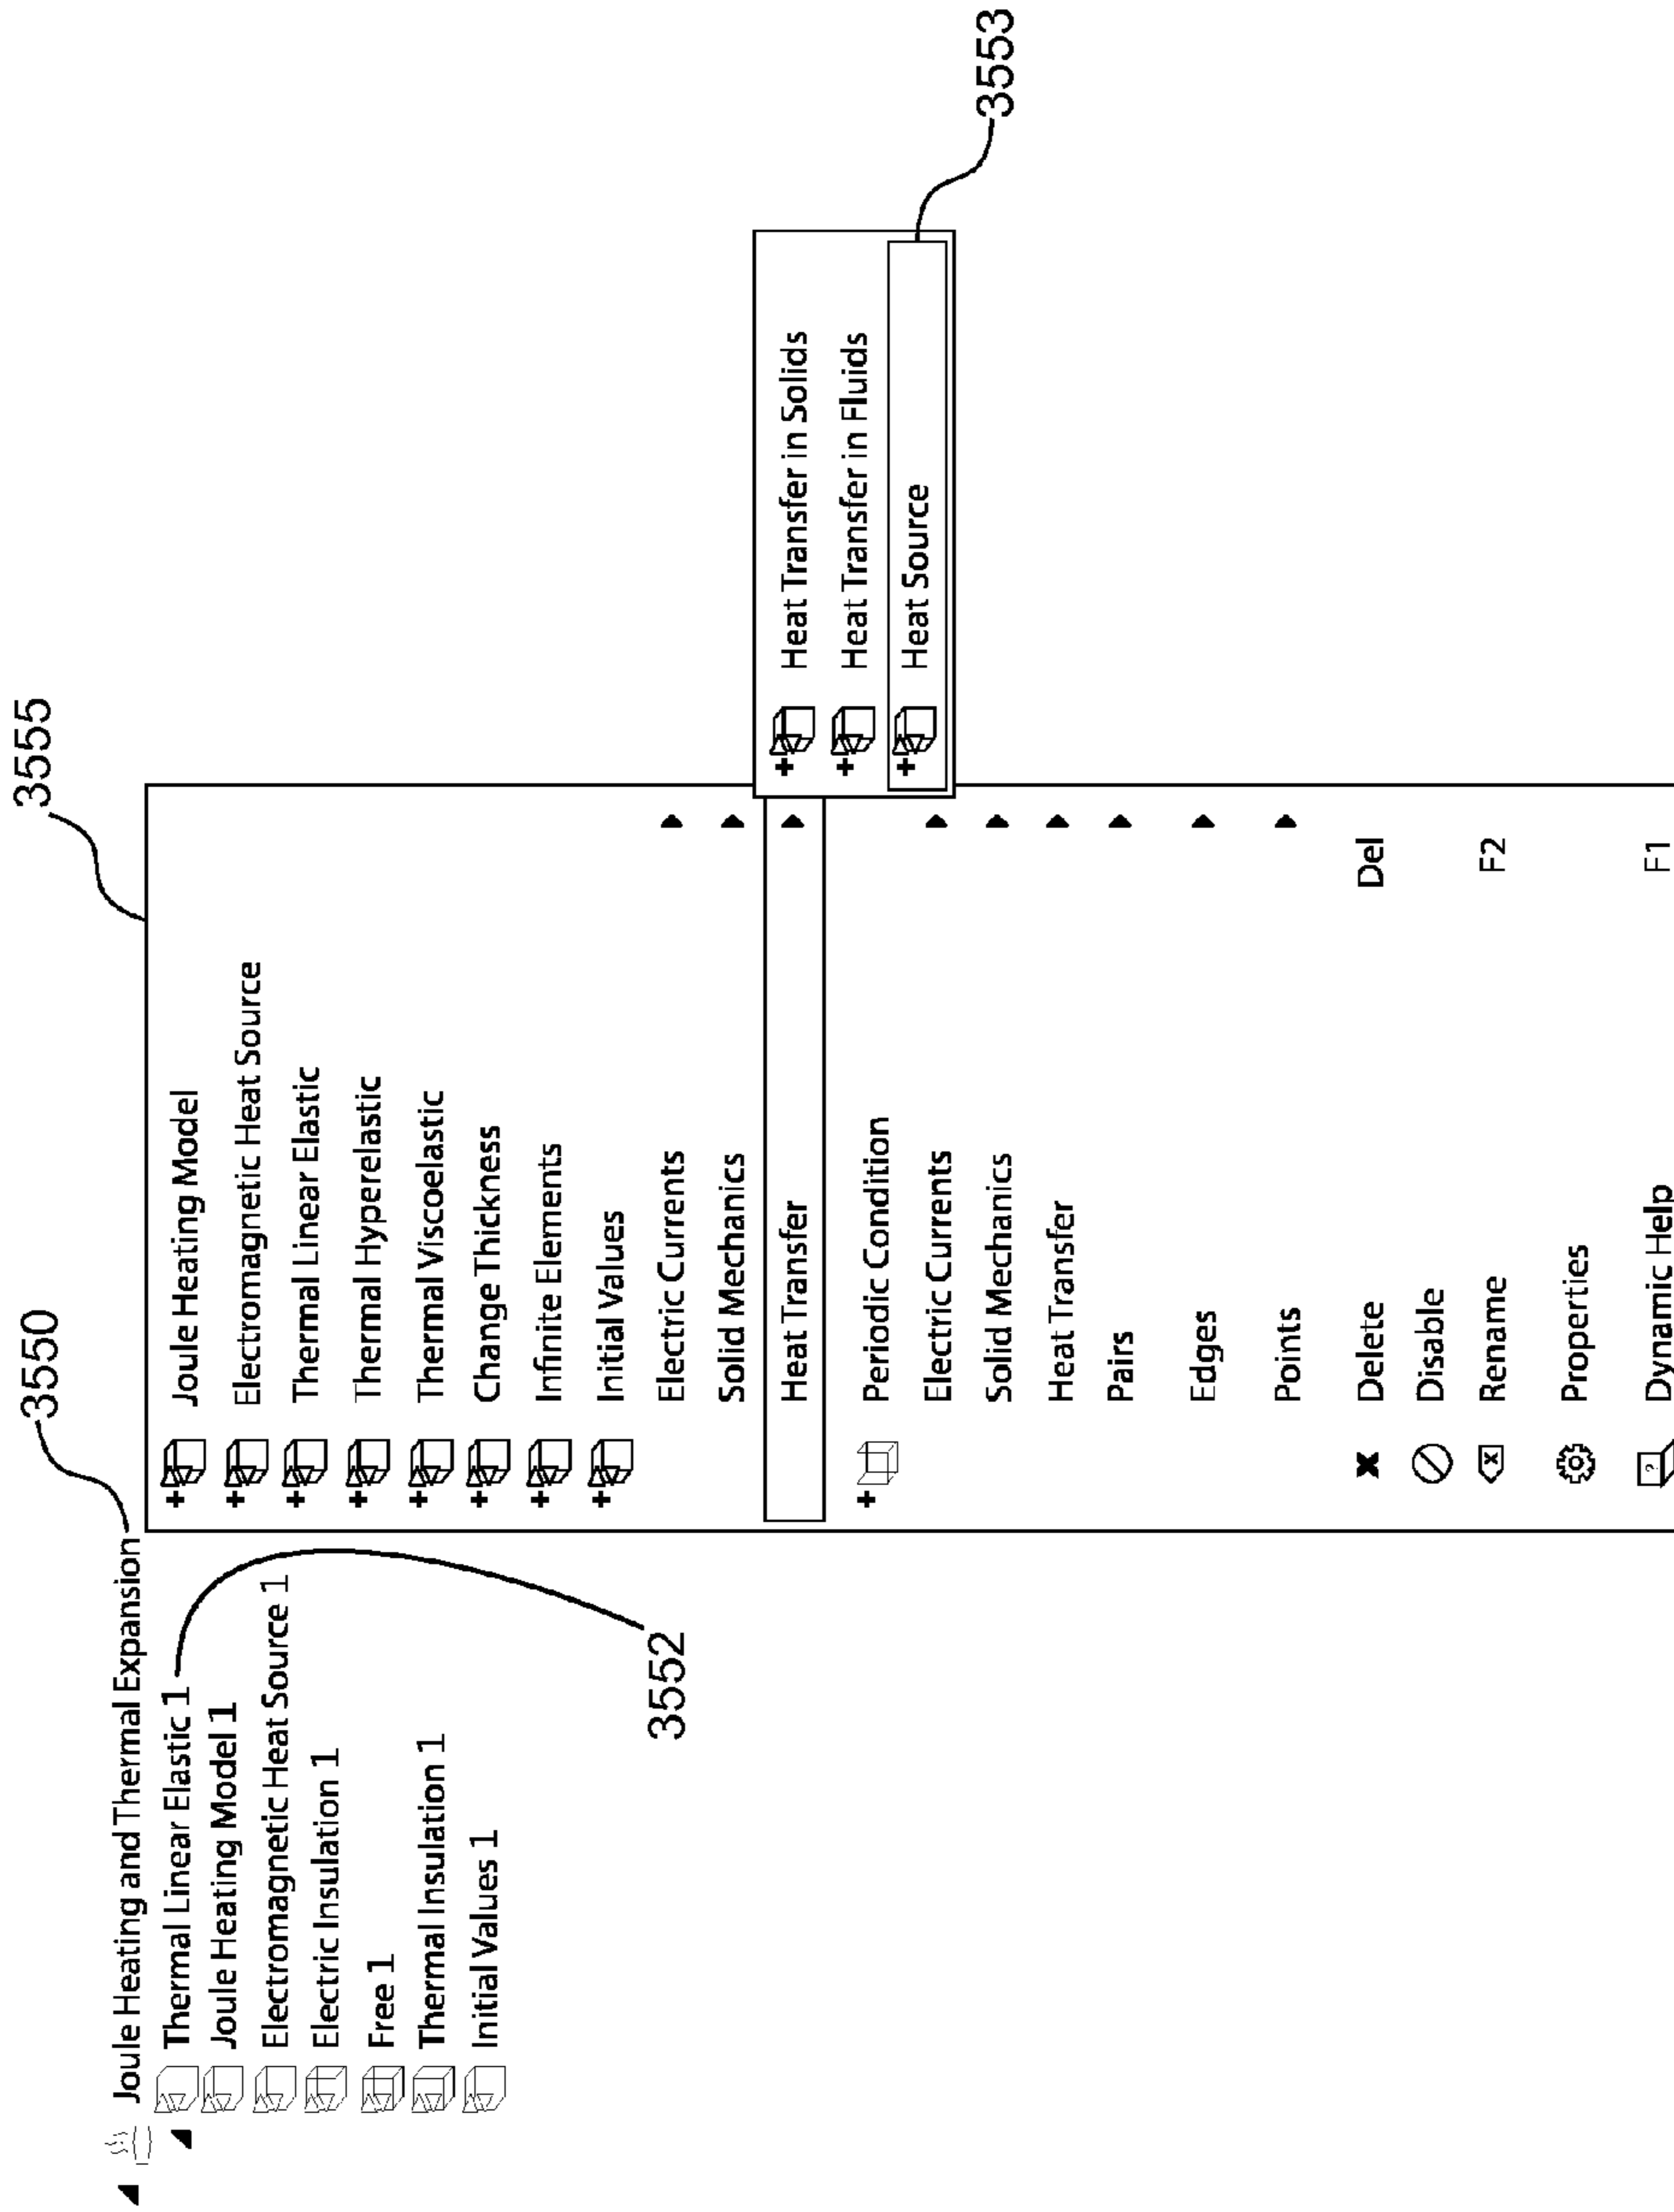 3550
3555
Joule Heating and Thermal Expansion
Thermal Linear Elastic 1
Joule Heating Model 1
Electromagnetic Heat Source 1
Electric Insulation 1
Free 1
Thermal Insulation 1
Initial Values 1
3552
Joule Heating Model
Electromagnetic Heat Source
Thermal Linear Elastic
Thermal Hyperelastic
Thermal Viscoelastic
Change Thickness
Infinite Elements
Initial Values
Electric Currents
Solid Mechanics
Heat Transfer
Periodic Condition
Electric Currents
Solid Mechanics
Heat Transfer
Pairs
Edges
Points
Delete Del
Disable
Rename F2
Properties
Dynamic Help F1
Heat Transfer in Solids
Heat Transfer in Fluids
Heat Source
3553